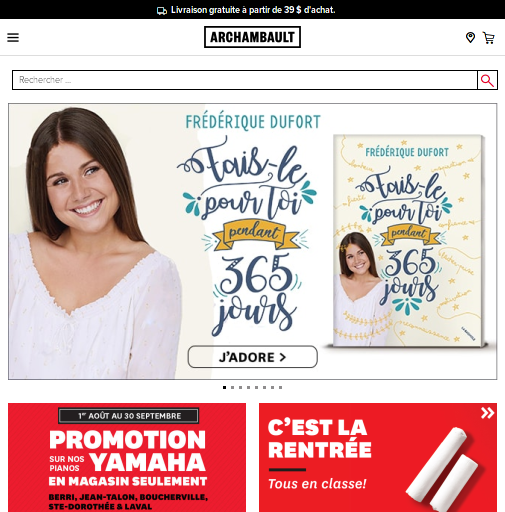 Livraison gratuite à partir de 39 $ d'achat.
ARCHAMBAULT
Rechercher ...
FRÉDÉRIQUE DUFORT
Fais-le
pour Toi
pendant
365
jours
J'ADORE >
FRÉDÉRIQUE DUFORT
Fais-le
pour Toi
pendant
365
jours
1er AOÛT AU 30 SEPTEMBRE
PROMOTION
SUR NOS PIANOS YAMAHA
EN MAGASIN SEULEMENT
BERRI, JEAN-TALON, BOUCHERVILLE,
STE-DOROTHÉE & LAVAL
C'EST LA
RENTRÉE
Tous en classe!